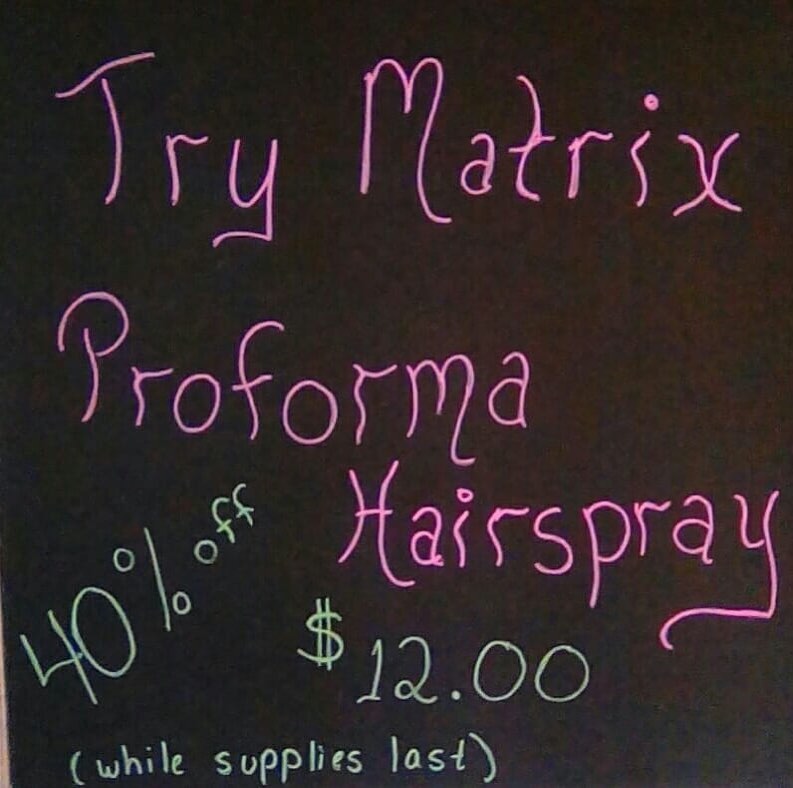 Try Matrix
Proforma
Hairspray
40% off
$12.00
(while supplies last)